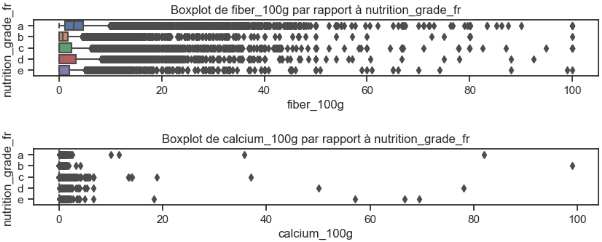 Boxplot de fiber_100g par rapport à nutrition_grade_fr
nutrition_grade_fr
a
b
c
d
e
0 20 40 60 80 100
fiber_100g
Boxplot de calcium_100g par rapport à nutrition_grade_fr
nutrition_grade_fr
a
b
c
d
e
0 20 40 60 80 100
calcium_100g